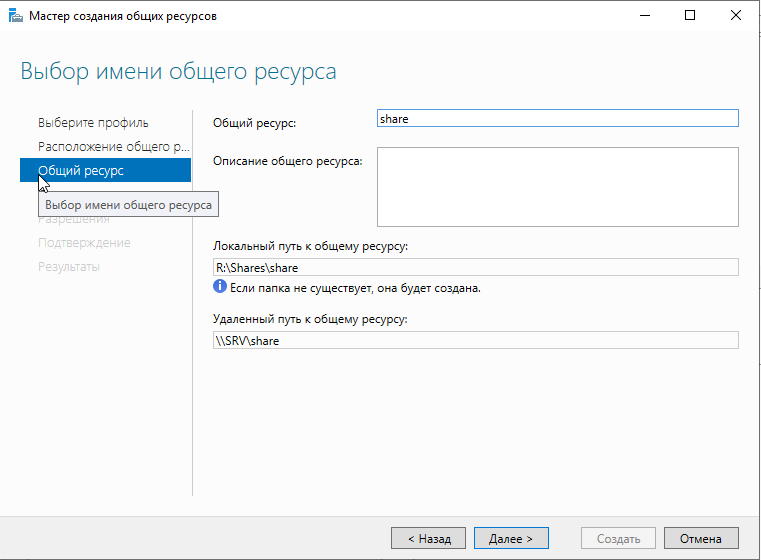 Мастер создания общих ресурсов
Выбор имени общего ресурса
Выберите профиль
Расположение общего р...
Общий ресурс
Выбор имени общего ресурса
Разрешения
Подтверждение
Результаты
Общий ресурс:
share
Описание общего ресурса:
Локальный путь к общему ресурсу:
R:\Shares\share
Если папка не существует, она будет создана.
Удаленный путь к общему ресурсу:
\\SRV\share
< Назад
Далее >
Создать
Отмена